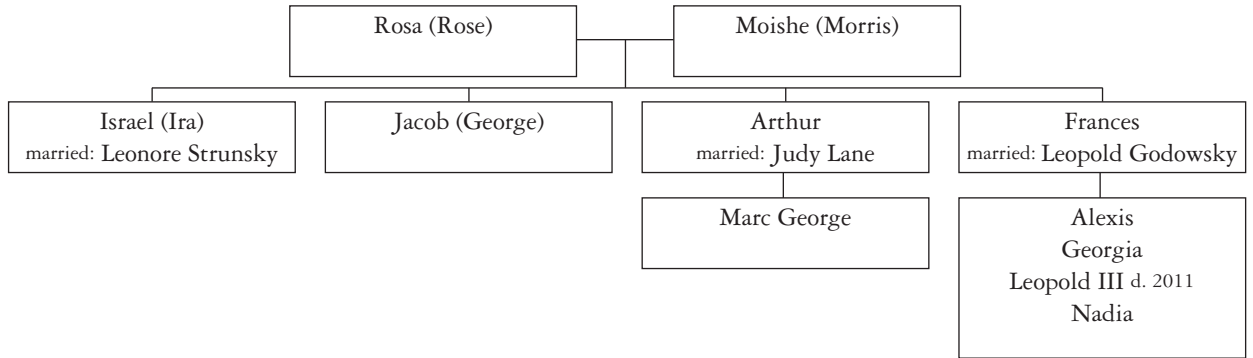 Rosa (Rose)
Moishe (Morris)
Israel (Ira)
married: Leonore Strunsky
Jacob (George)
Arthur
married: Judy Lane
Frances
married: Leopold Godowsky
Marc George
Alexis
Georgia
Leopold III d. 2011
Nadia